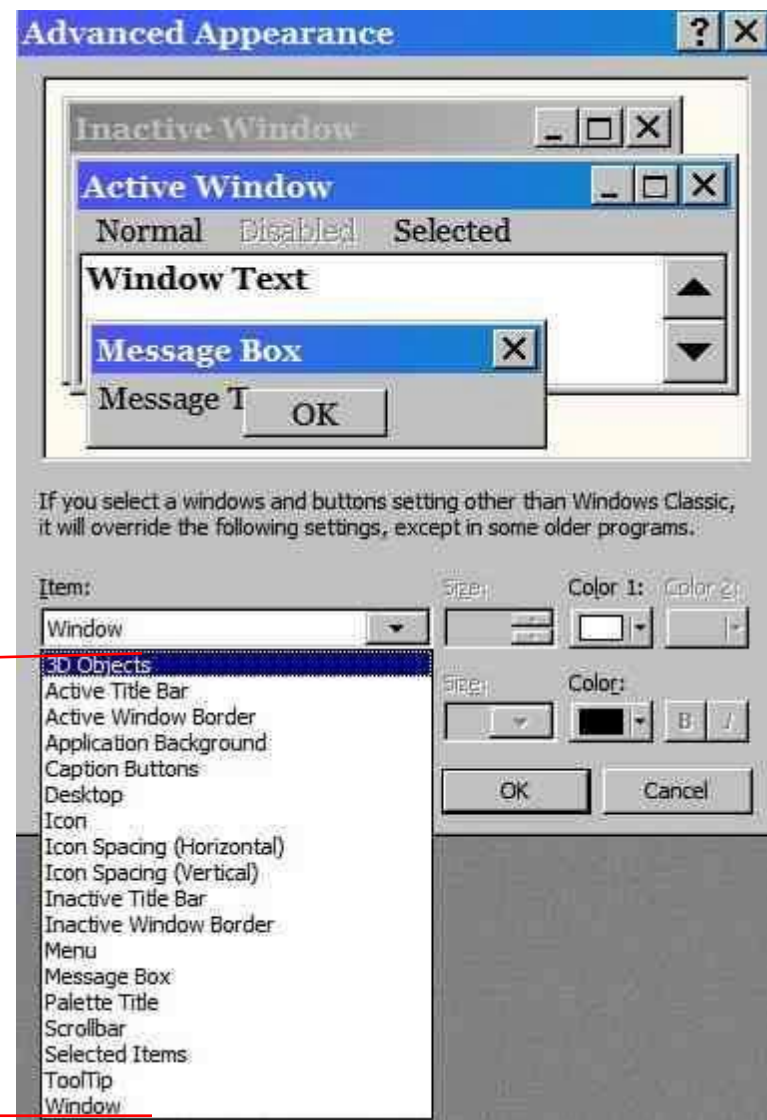 Advanced Appearance
Inactive Window
Active Window
Normal Disabled Selected
Window Text
Message Box
Message T
OK
If you select a windows and buttons setting other than Windows Classic,
it will override the following settings, except in some older programs.
Item: Size: Color 1: Color 2:
Window
3D Objects
Size: Color:
Active Title Bar
Active Window Border
B I
Application Background
Caption Buttons
OK Cancel
Desktop
Icon
Icon Spacing (Horizontal)
Icon Spacing (Vertical)
Inactive Title Bar
Inactive Window Border
Menu
Message Box
Palette Title
Scrollbar
Selected Items
ToolTip
Window